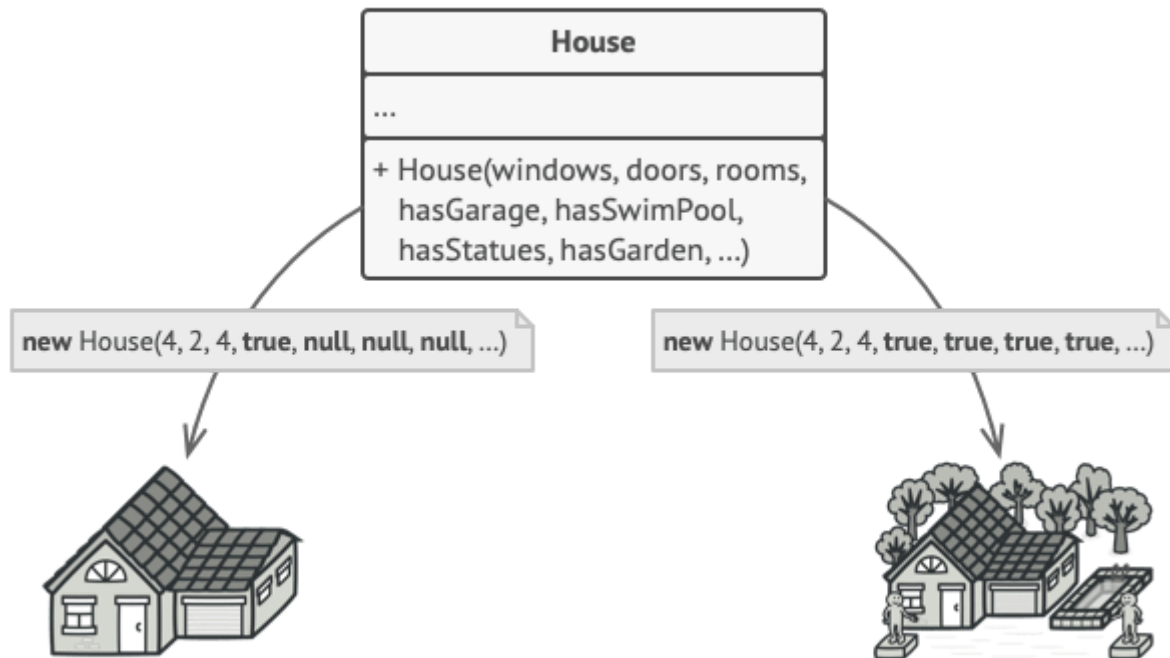 House
...
+ House(windows, doors, rooms,
hasGarage, hasSwimPool,
hasStatues, hasGarden, ...)
new House(4, 2, 4, true, null, null, null, ...)
new House(4, 2, 4, true, true, true, true, ...)